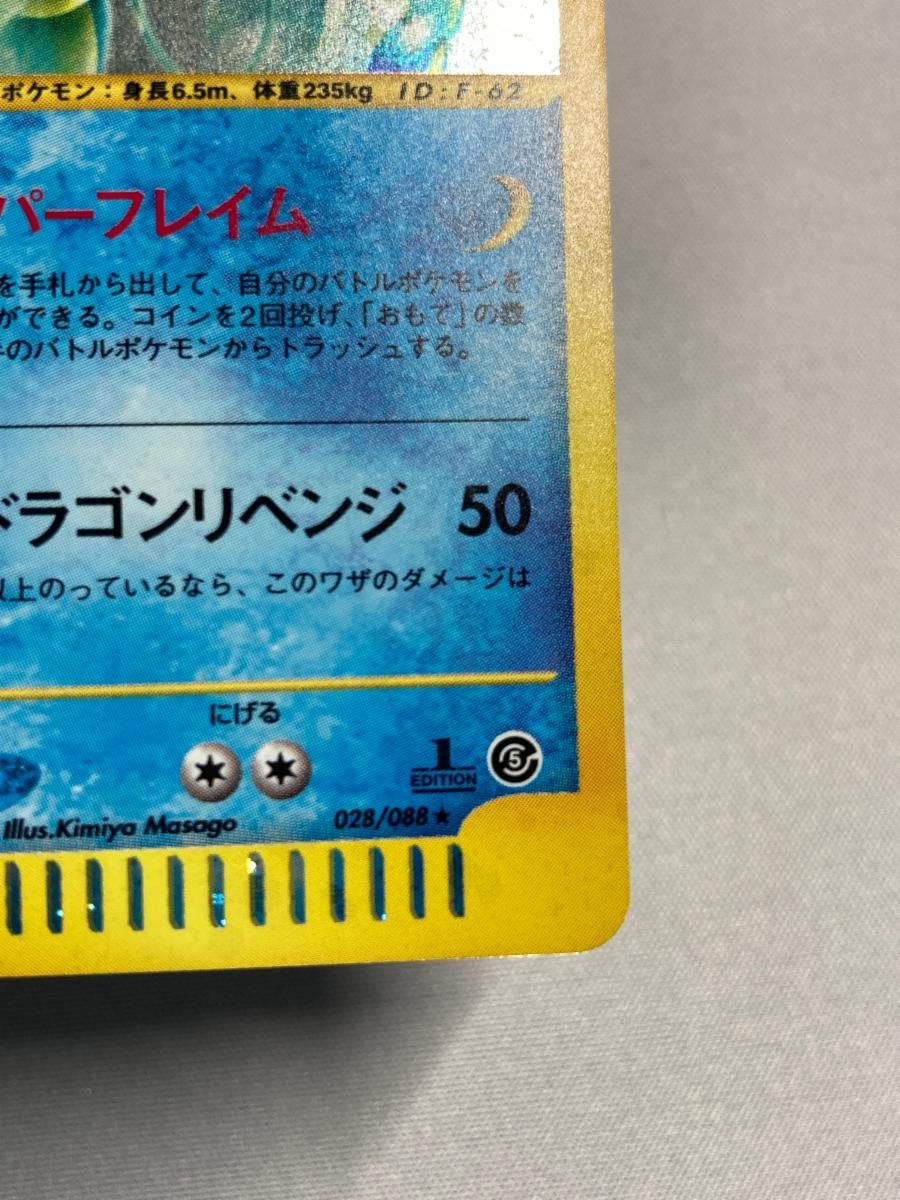 ポケモン：身長6.5m、体重235kg ID:F-62
パーフレイム
を手札から出して、自分のバトルポケモンを
ができる。コインを2回投げ、「おもて」の数
のバトルポケモンからトラッシュする。
ドラゴンリベンジ 50
以上のっているなら、このワザのダメージは
にげる
1
EDITION
5
Illus.Kimiya Masago 028/088★